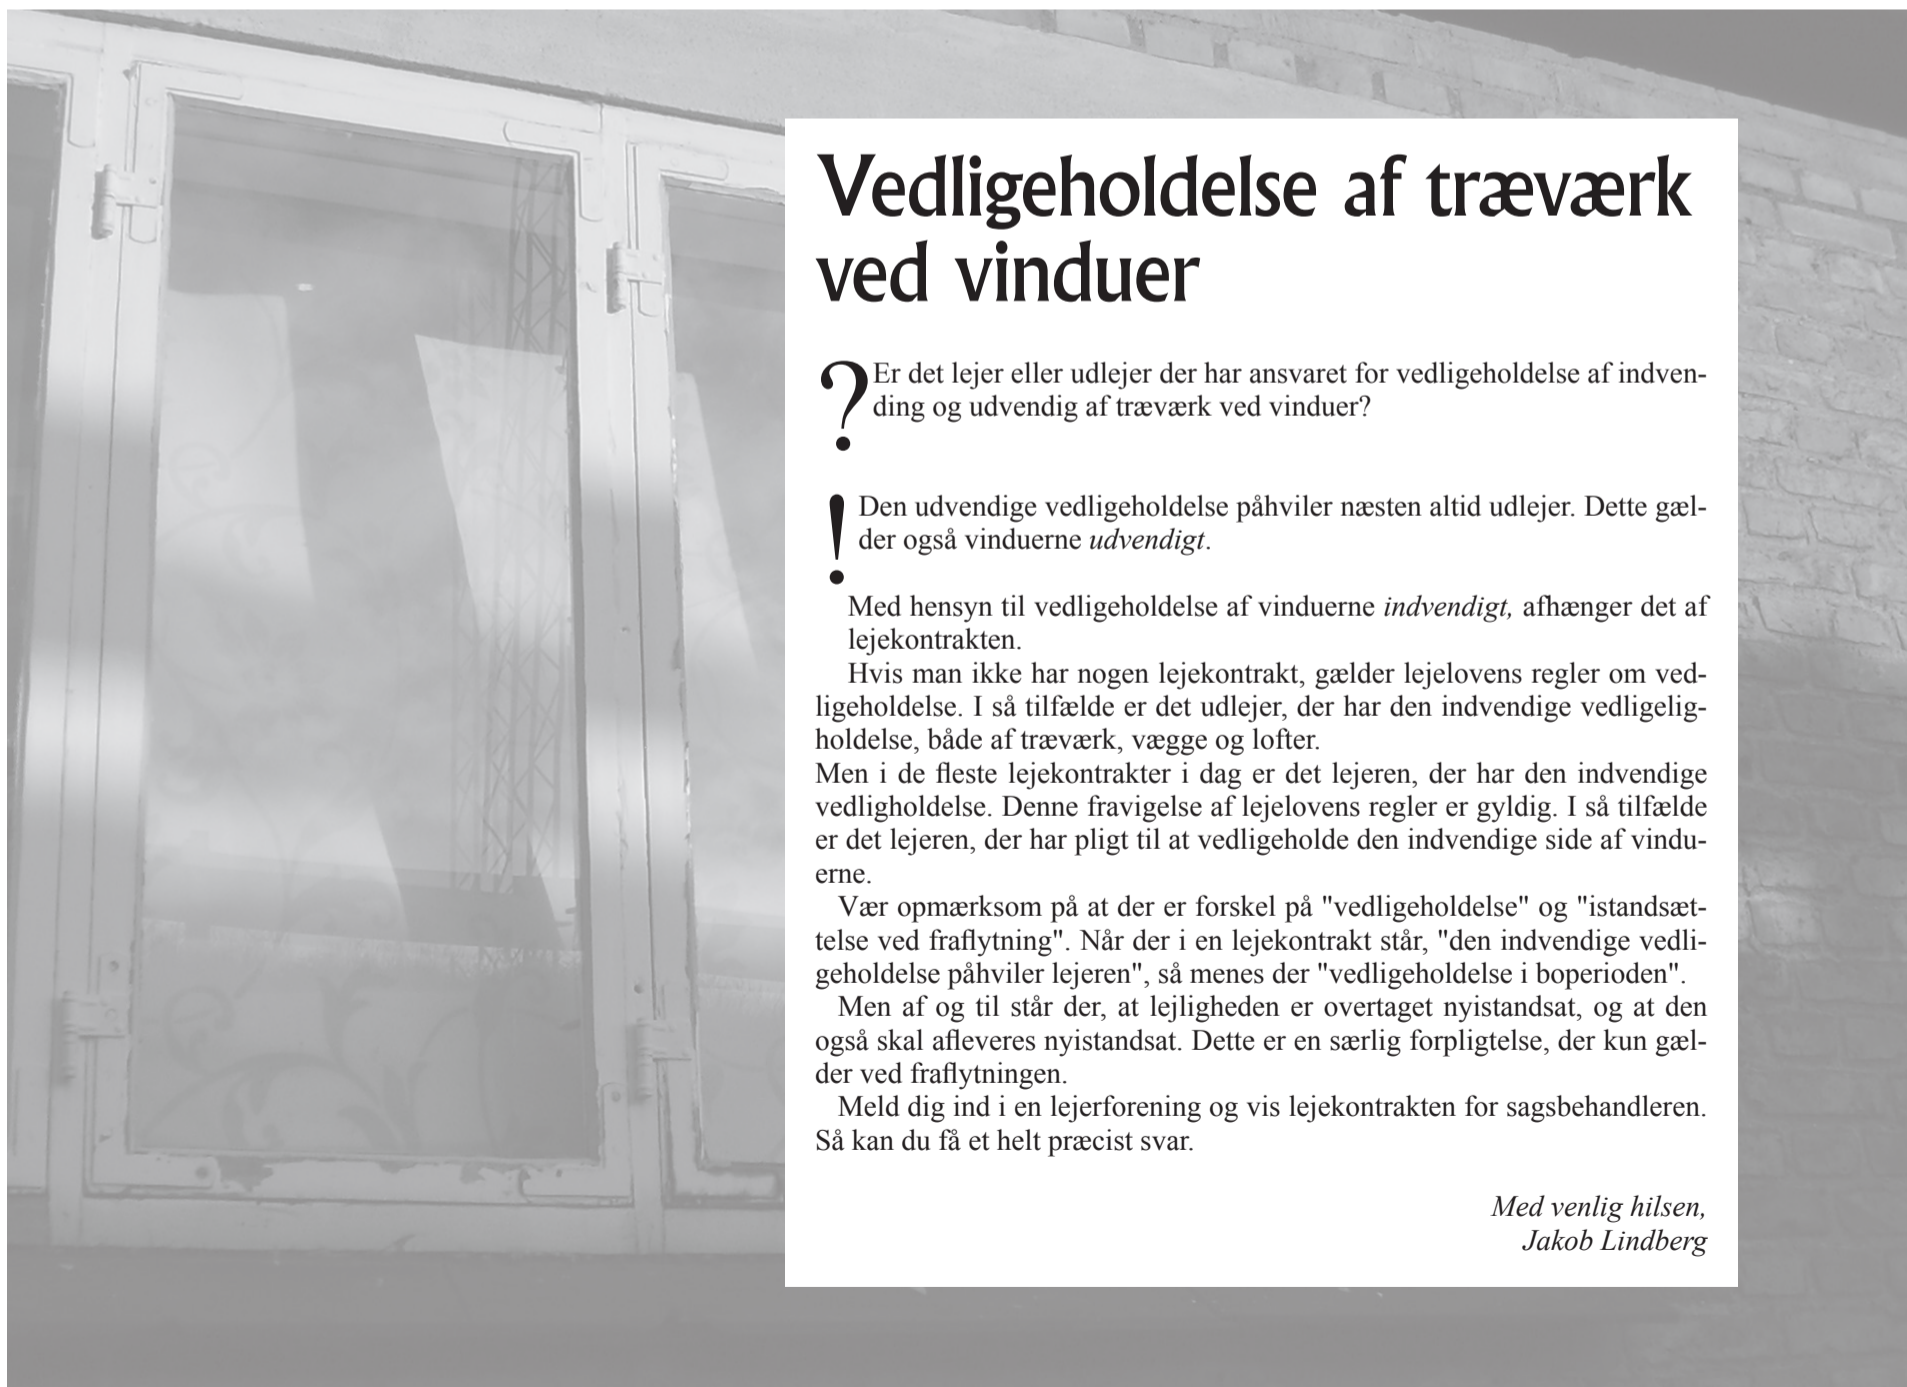 Vedligeholdelse af træværk
ved vinduer
? Er det lejer eller udlejer der har ansvaret for vedligeholdelse af indven-
ding og udvendig af træværk ved vinduer?
! Den udvendige vedligeholdelse påhviler næsten altid udlejer. Dette gæl-
der også vinduerne udvendigt.
Med hensyn til vedligeholdelse af vinduerne indvendigt, afhænger det af
lejekontrakten.
Hvis man ikke har nogen lejekontrakt, gælder lejelovens regler om ved-
ligeholdelse. I så tilfælde er det udlejer, der har den indvendige vedligelig-
holdelse, både af træværk, vægge og lofter.
Men i de fleste lejekontrakter i dag er det lejeren, der har den indvendige
vedligholdelse. Denne fravigelse af lejelovens regler er gyldig. I så tilfælde
er det lejeren, der har pligt til at vedligeholde den indvendige side af vindu-
erne.
Vær opmærksom på at der er forskel på "vedligeholdelse" og "istandsæt-
telse ved fraflytning". Når der i en lejekontrakt står, "den indvendige vedli-
geholdelse påhviler lejeren", så menes der "vedligeholdelse i boperioden".
Men af og til står der, at lejligheden er overtaget nyistandsat, og at den
også skal afleveres nyistandsat. Dette er en særlig forpligtelse, der kun gæl-
der ved fraflytningen.
Meld dig ind i en lejerforening og vis lejekontrakten for sagsbehandleren.
Så kan du få et helt præcist svar.
Med venlig hilsen,
Jakob Lindberg